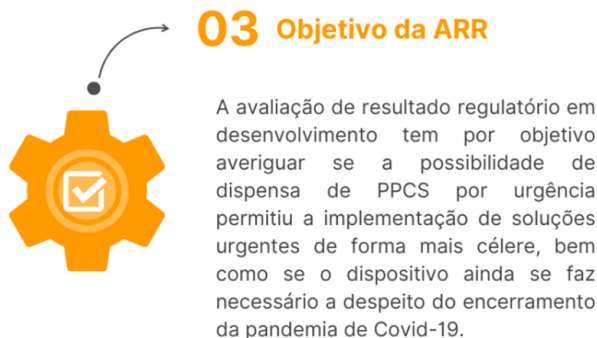 03 Objetivo da ARR
A avaliação de resultado regulatório em
desenvolvimento tem por objetivo
averiguar se a possibilidade de
dispensa de PPCS por urgência
permitiu a implementação de soluções
urgentes de forma mais célere, bem
como se o dispositivo ainda se faz
necessário a despeito do encerramento
da pandemia de Covid-19.